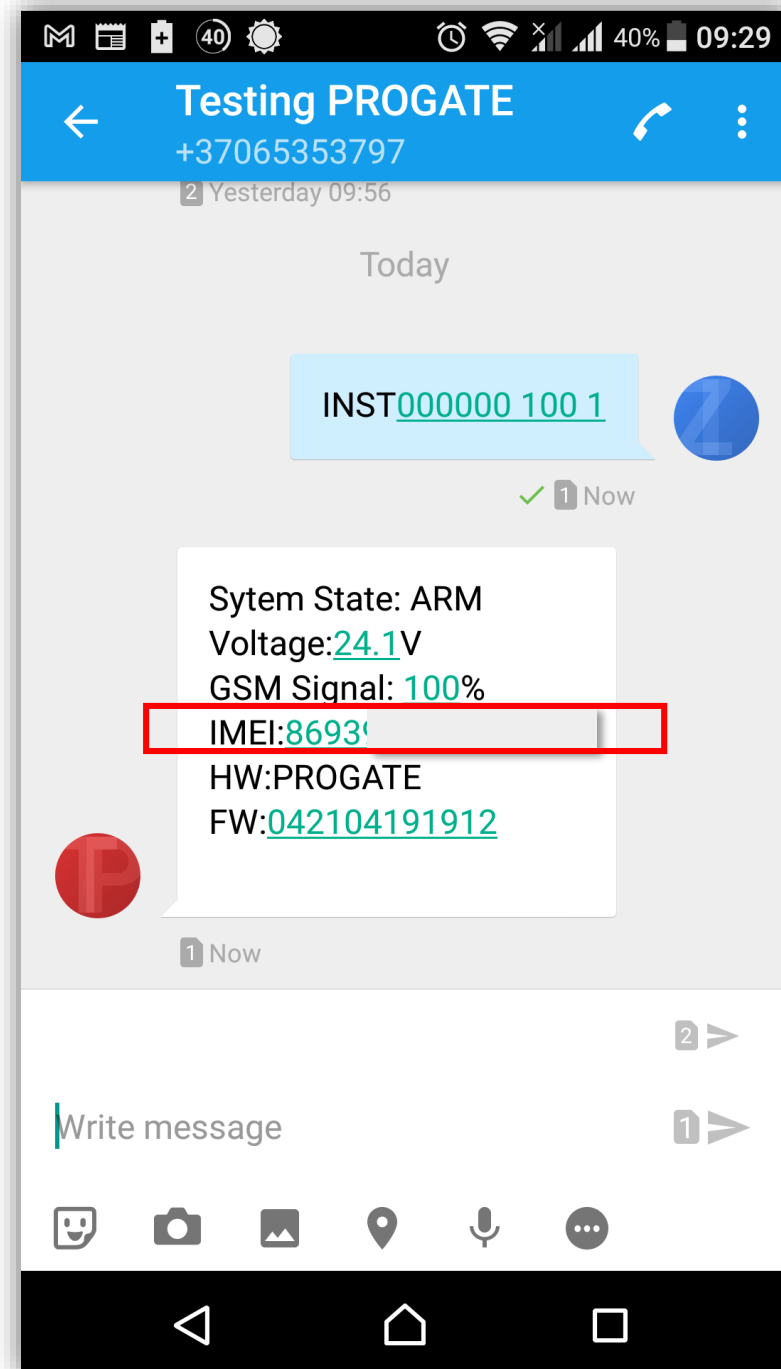 40 40% 09:29
Testing PROGATE
+37065353797
2 Yesterday 09:56
Today
INST000000 100 1
1 Now
Sytem State: ARM
Voltage:24.1V
GSM Signal: 100%
IMEI:8693
HW:PROGATE
FW:042104191912
1 Now
2
Write message
1